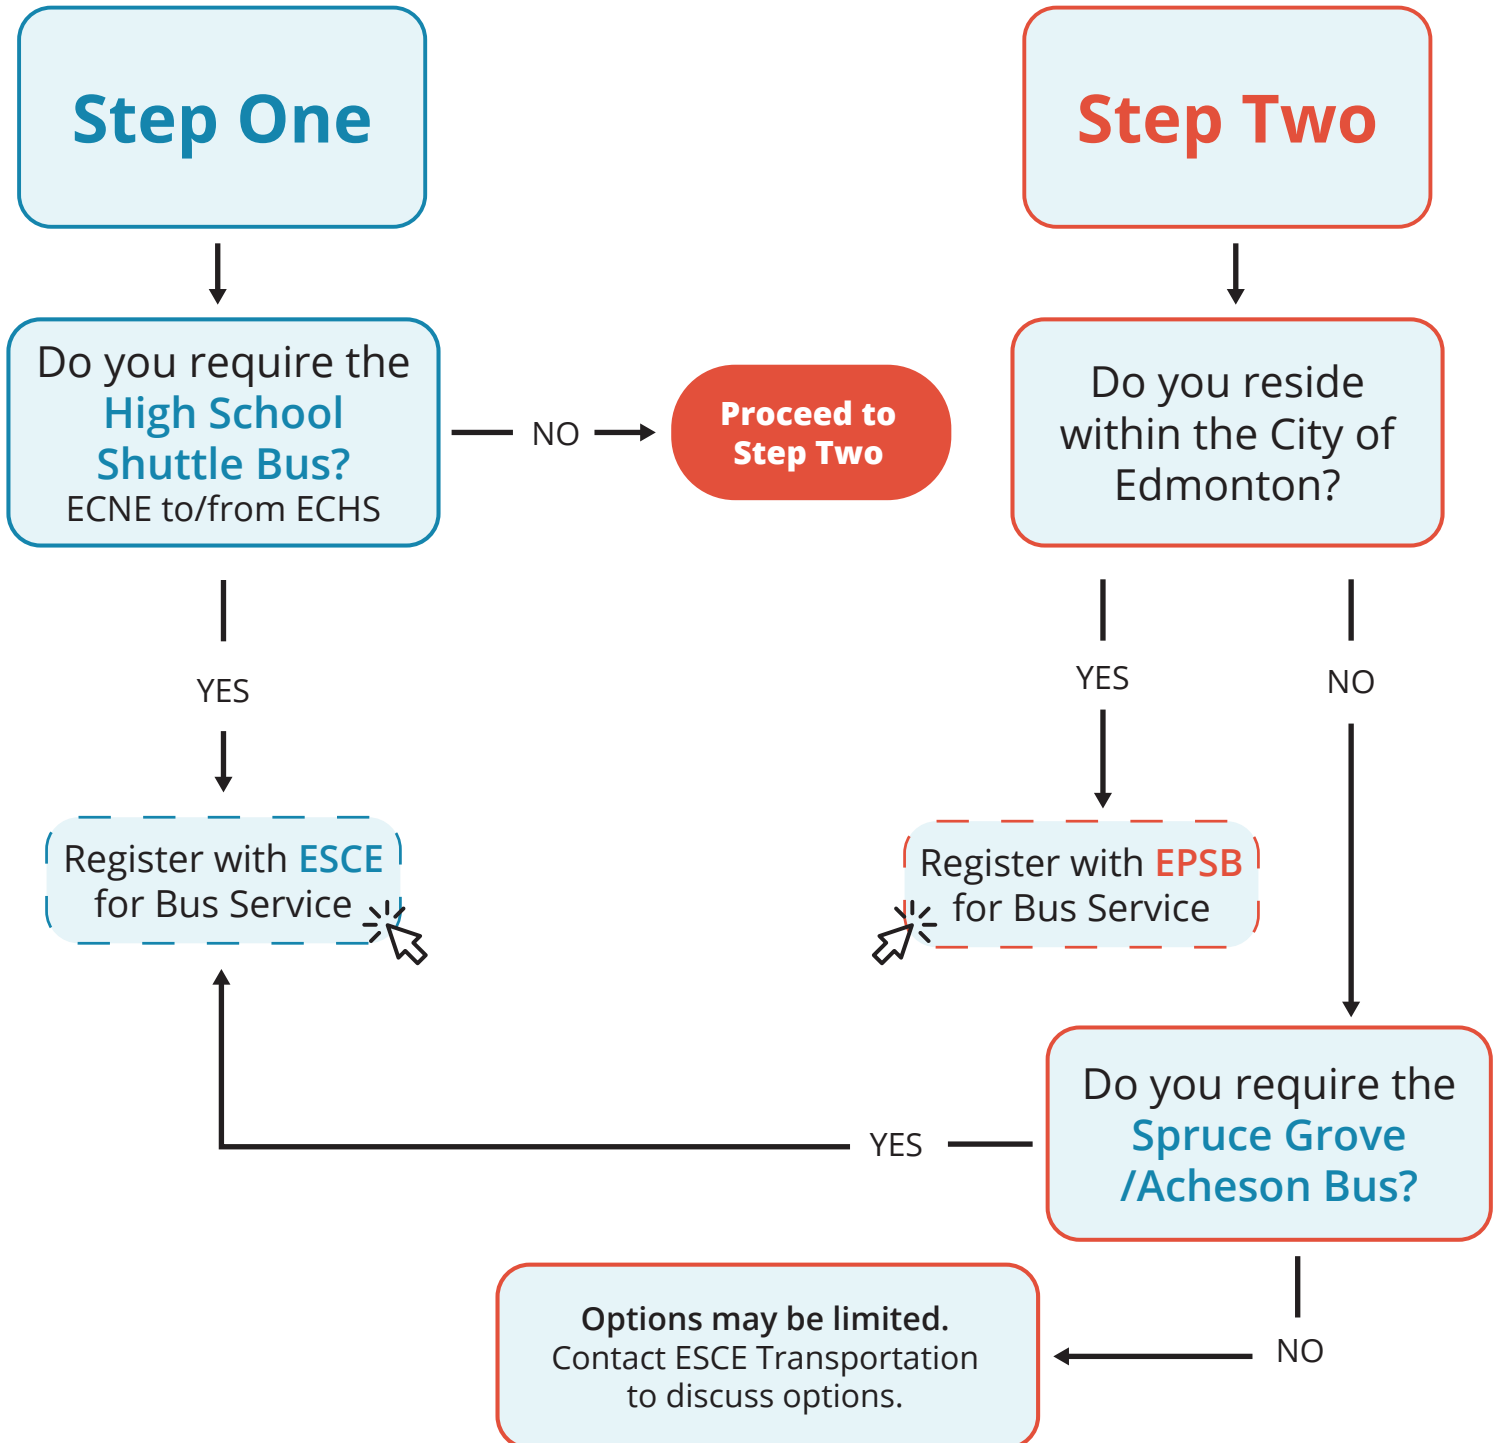 Step One
Step Two
Do you require the
High School
Shuttle Bus?
ECNE to/from ECHS
NO
Proceed to
Step Two
Do you reside
within the City of
Edmonton?
YES
YES
NO
Register with ESCE
for Bus Service
Register with EPSB
for Bus Service
Do you require the
Spruce Grove
/Acheson Bus?
YES
NO
Options may be limited.
Contact ESCE Transportation
to discuss options.